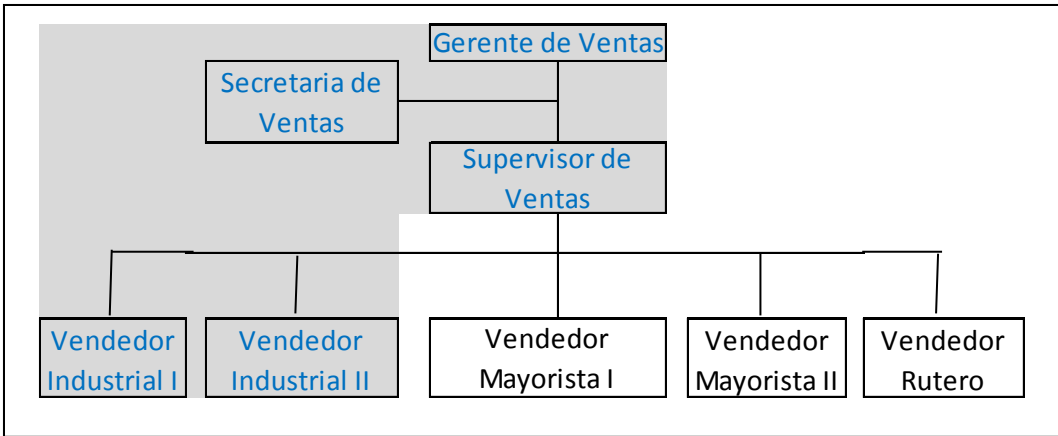 Gerente de Ventas
Secretaria de
Ventas
Supervisor de
Ventas
Vendedor
Industrial I
Vendedor
Industrial II
Vendedor
Mayorista I
Vendedor
Mayorista II
Vendedor
Rutero